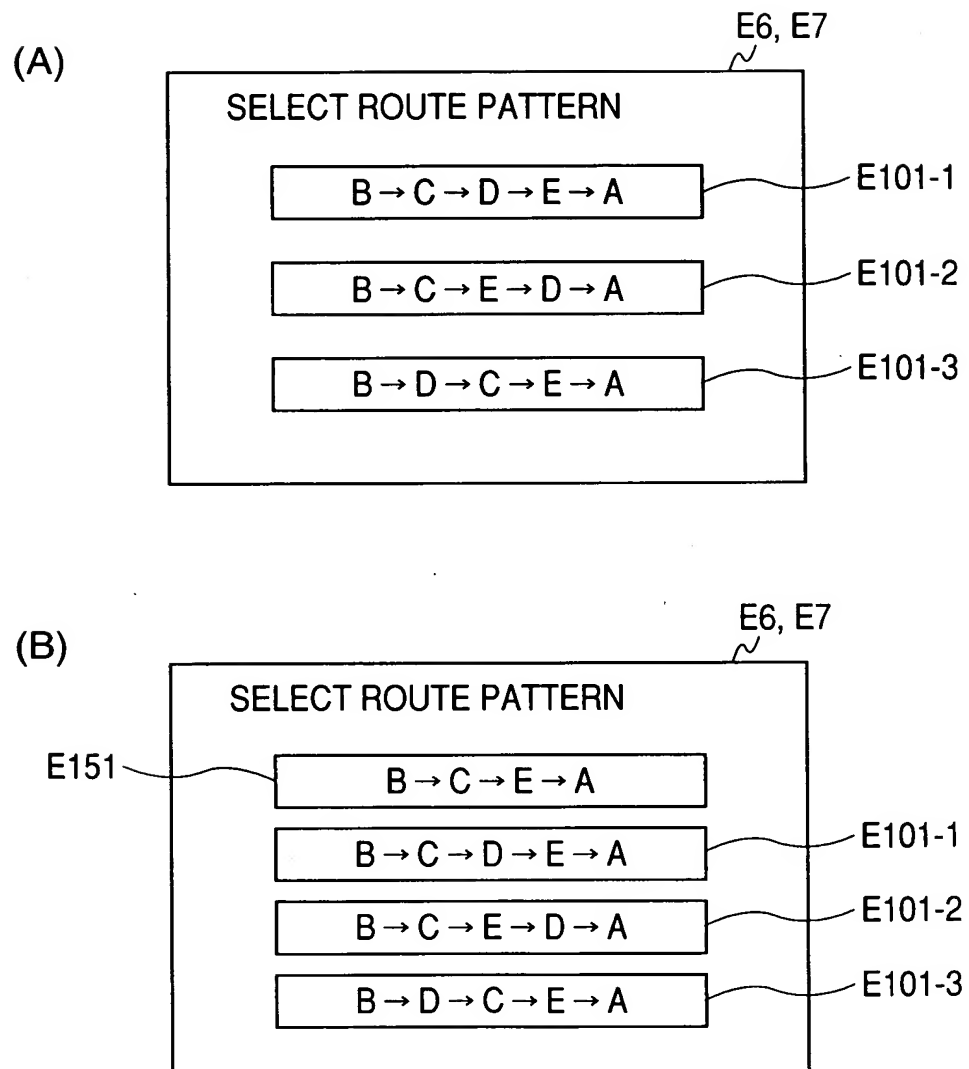 (A)
E6, E7
SELECT ROUTE PATTERN
B→C→D→E→A
E101-1
B→C→E→D→A
E101-2
B→D→C→E→A
E101-3
(B)
E6, E7
SELECT ROUTE PATTERN
E151
B→C→E→A
B→C→D→E→A
E101-1
B→C→E→D→A
E101-2
B→D→C→E→A
E101-3